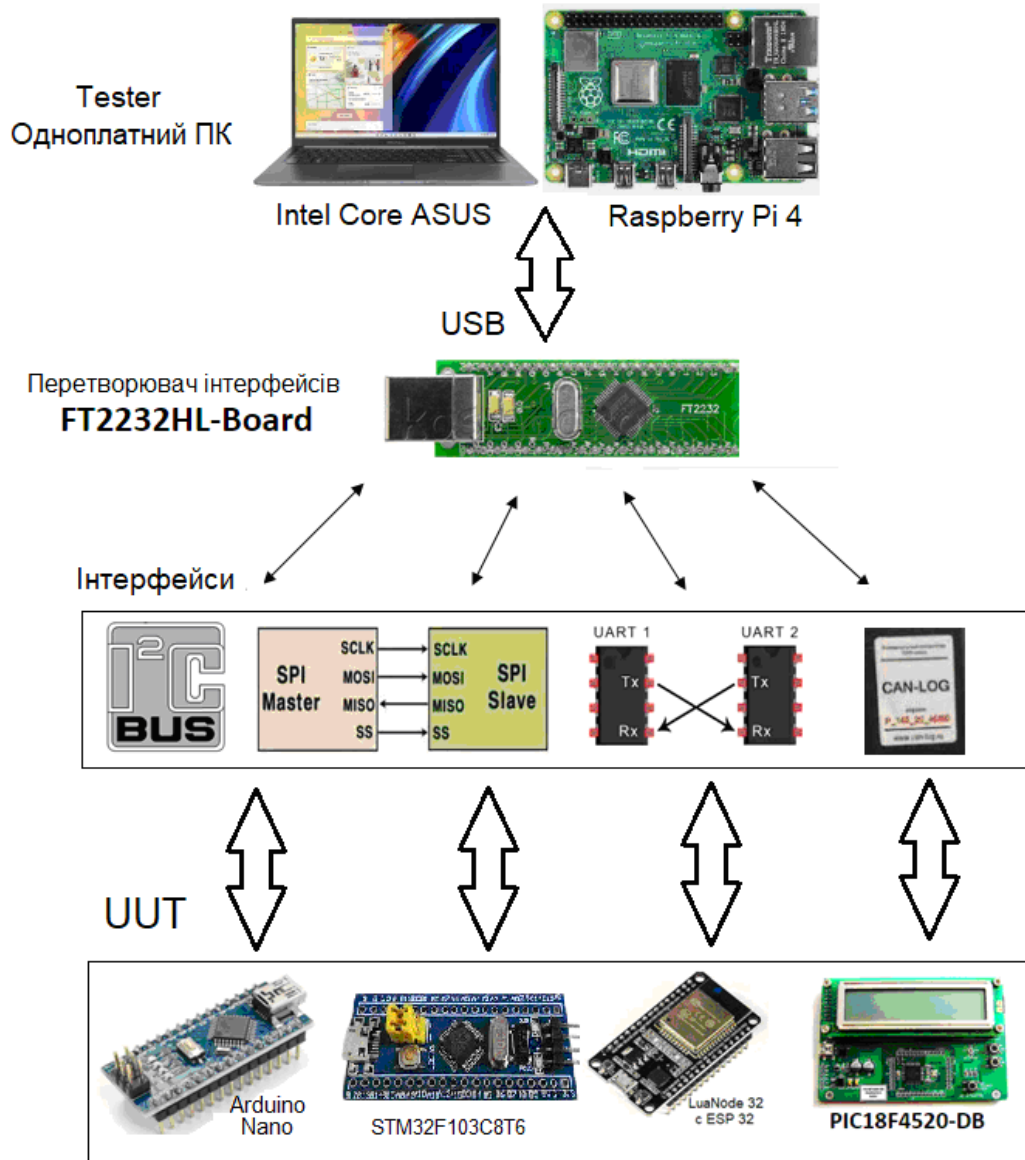 Tester
Одноплатний ПК
Intel Core ASUS
Raspberry Pi 4
HDMI
USB
Перетворювач інтерфейсів
FT2232HL-Board
FT2232
Інтерфейси
I2C
BUS
SPI
Master
SCLK
MOSI
MISO
SS
SCLK
MOSI
MISO
SS
SPI
Slave
UART 1
UART 2
Tx
Rx
Tx
Rx
CAN-LOG
UUT
Arduino
Nano
STM32F103C8T6
LuaNode 32
c ESP 32
PIC18F4520-DB